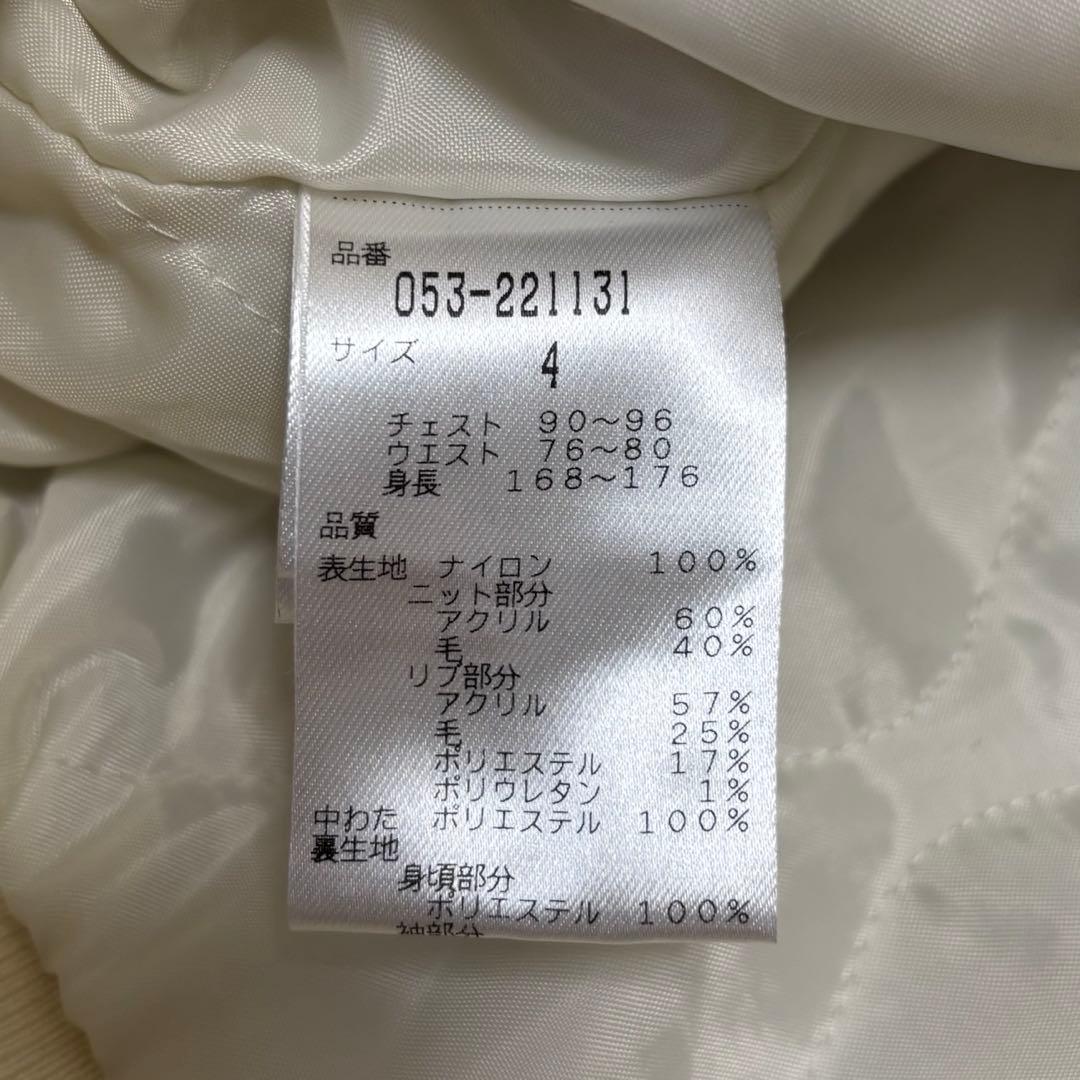 品番
053-221131
サイズ 4
チェスト 90〜96
ウエスト 76〜80
身長 168〜176
品質
表生地 ナイロン 100%
ニット部分
アクリル 60%
毛 40%
リブ部分
アクリル 57%
毛 25%
ポリエステル 17%
ポリウレタン 1%
中わた ポリエステル 100%
裏生地
身頃部分
ポリエステル 100%
袖部分